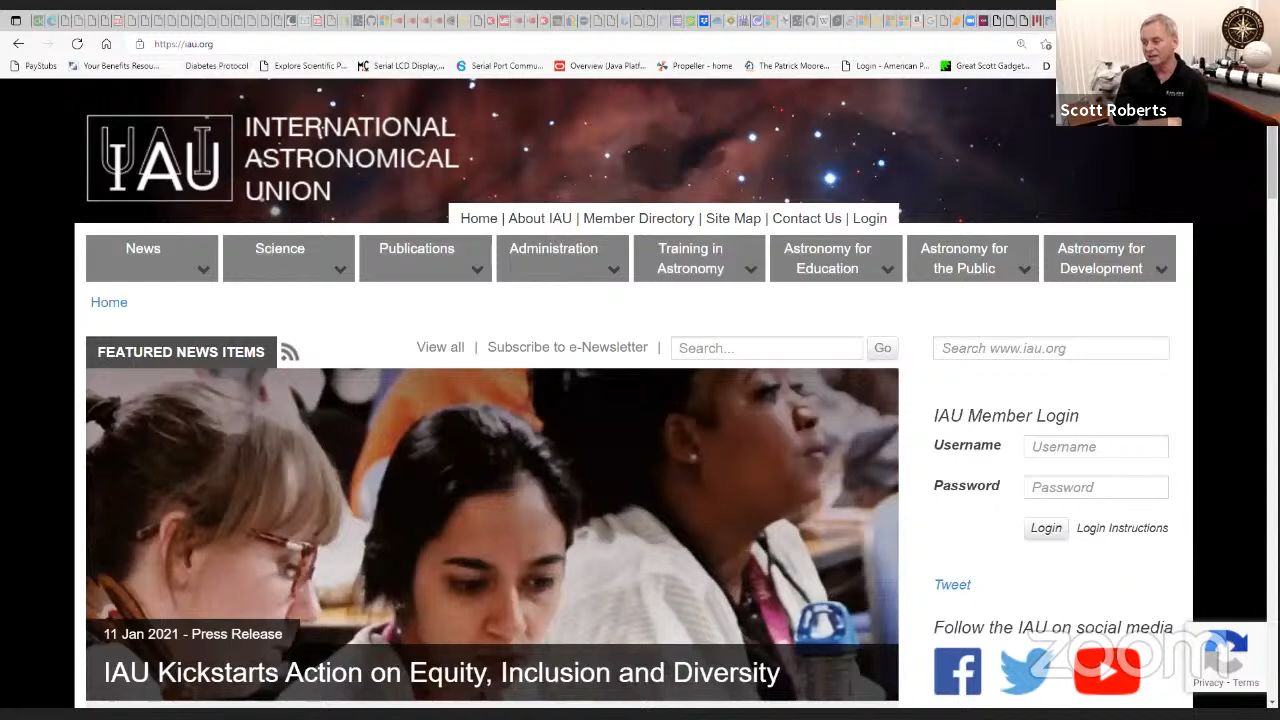 https://iau.org
PayStubs
Your Benefits Resou...
Diabetes Protocol
Explore Scientific P...
Serial LCD Display,...
Serial Port Commu...
Overview (Java Platf...
Propeller - home
The Patrick Moore...
Login - American P...
Great Scott Gadget...
Scott Roberts
IAU
INTERNATIONAL
ASTRONOMICAL
UNION
Home | About IAU | Member Directory | Site Map | Contact Us | Login
News
Science
Publications
Administration
Training in
Astronomy
Astronomy for
Education
Astronomy for
the Public
Astronomy for
Development
Home
FEATURED NEWS ITEMS
View all | Subscribe to e-Newsletter |
Search...
Go
Search www.iau.org
IAU Member Login
Username
Username
Password
Password
Login
Login Instructions
Tweet
11 Jan 2021 - Press Release
IAU Kickstarts Action on Equity, Inclusion and Diversity
Follow the IAU on social media
zoom
Privacy - Terms